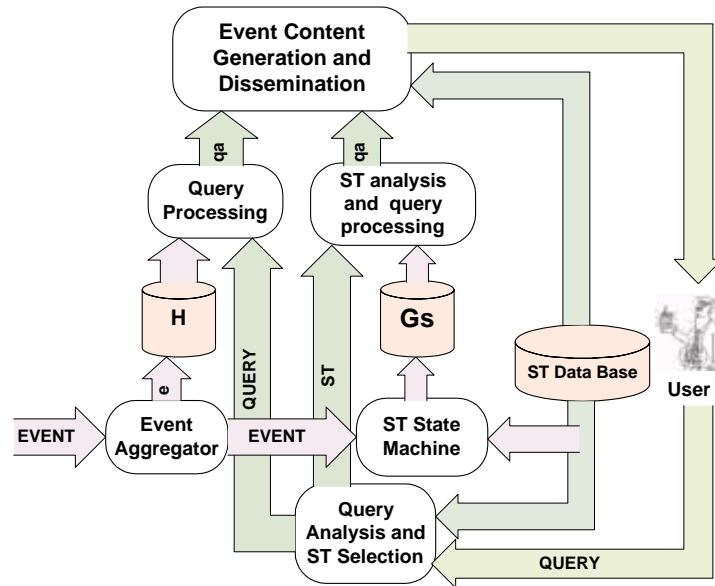 Event Content
Generation and
Dissemination
qa
qa
Query
Processing
ST analysis
and query
processing
H
Gs
ST Data Base
User
QUERY
ST
e
EVENT
Event
Aggregator
EVENT
ST State
Machine
Query
Analysis and
ST Selection
QUERY